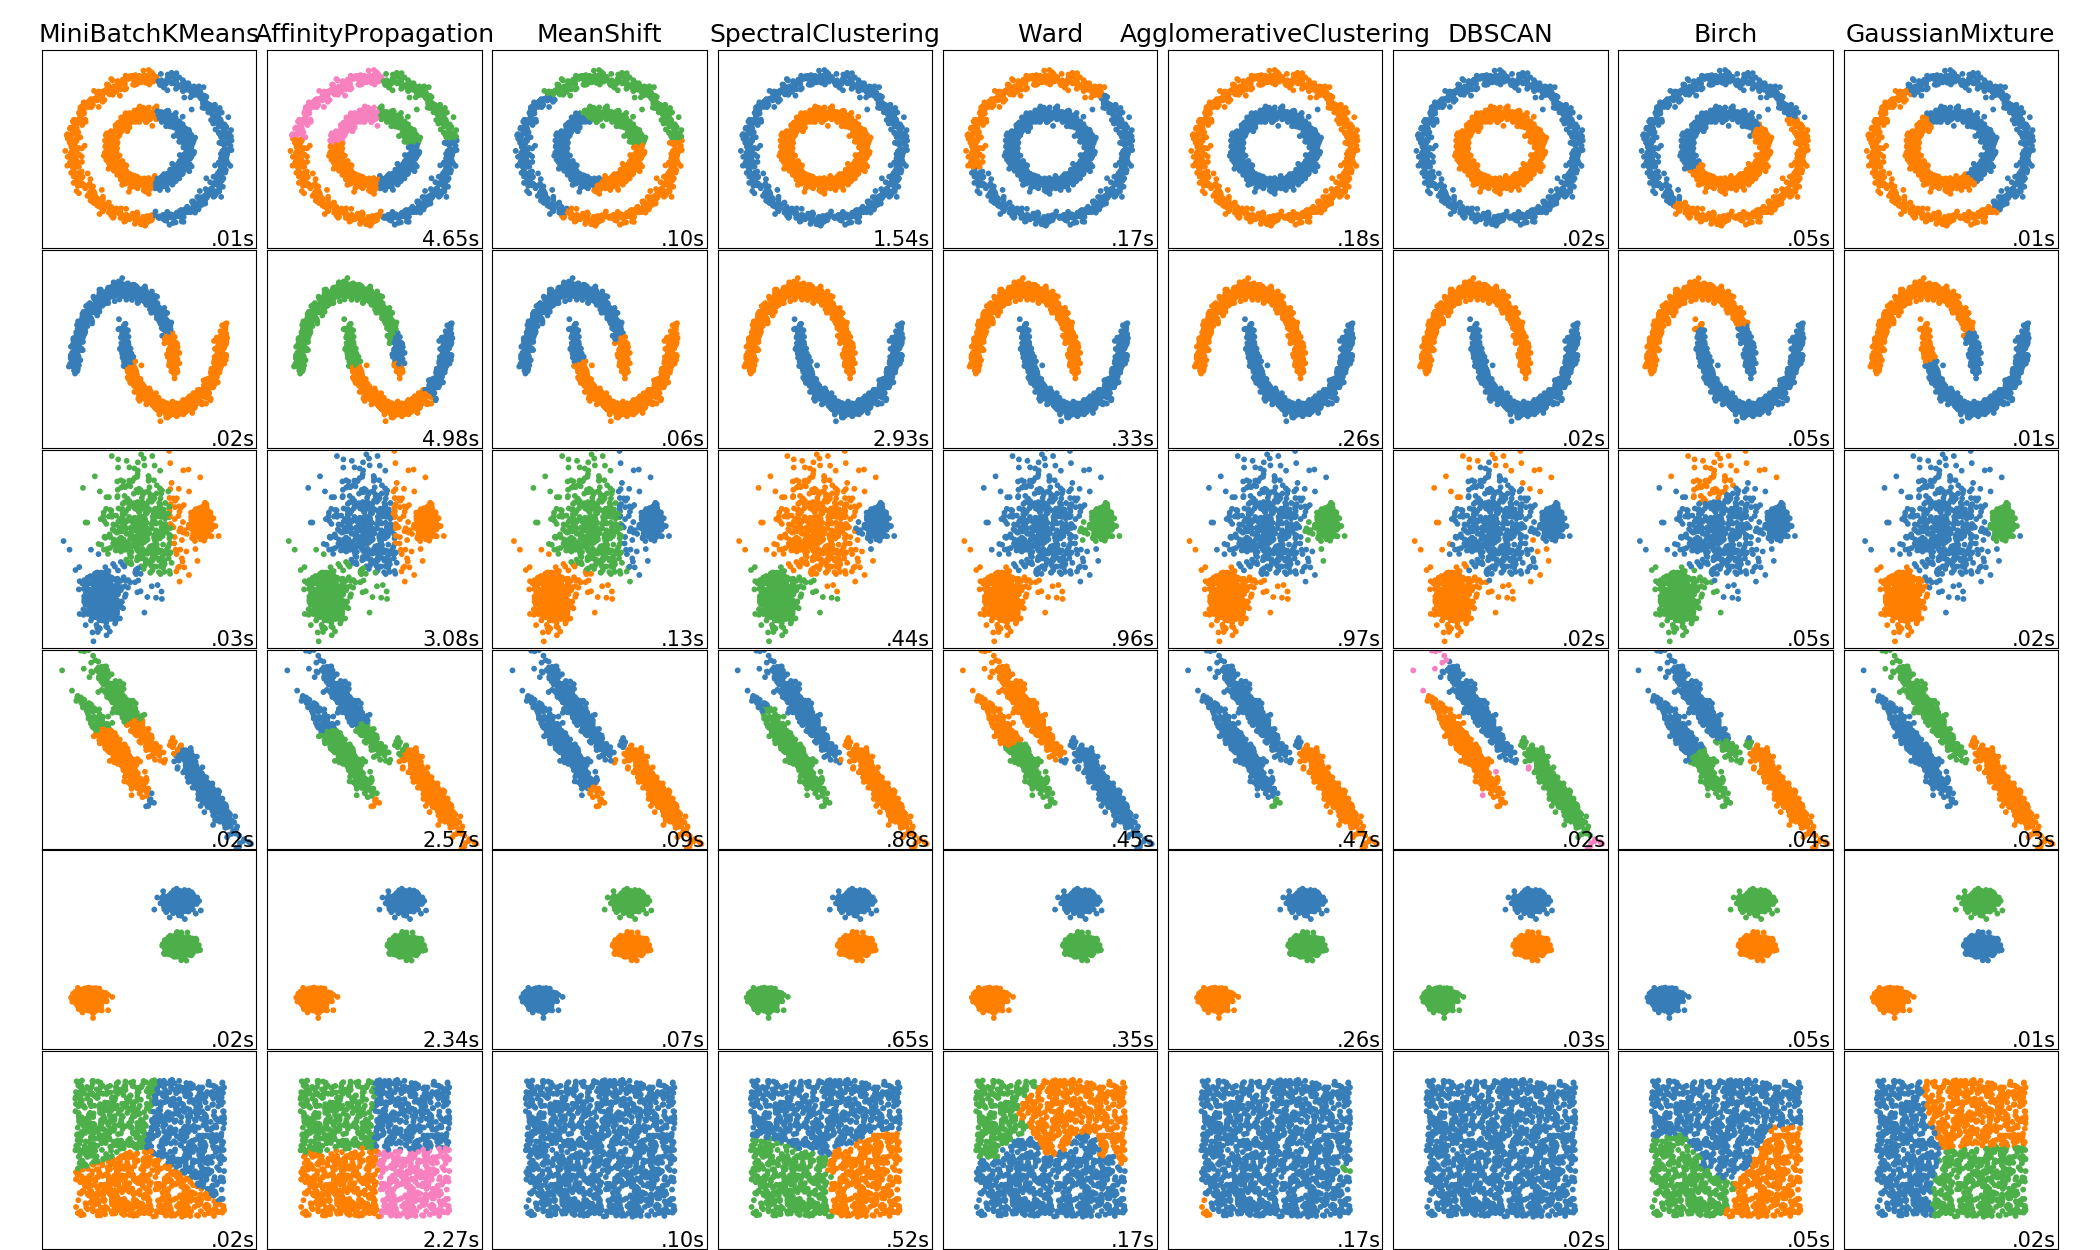 MiniBatchKMeans AffinityPropagation MeanShift SpectralClustering Ward AgglomerativeClustering DBSCAN Birch GaussianMixture
.01s 4.65s .10s 1.54s .17s .18s .02s .05s .01s
.02s 4.98s .06s 2.93s .33s .26s .02s .05s .01s
.03s 3.08s .13s .44s .96s .97s .02s .05s .02s
.02s 2.57s .09s .88s .45s .47s .02s .04s .03s
.02s 2.34s .07s .65s .35s .26s .03s .05s .01s
.02s 2.27s .10s .52s .17s .17s .02s .05s .02s